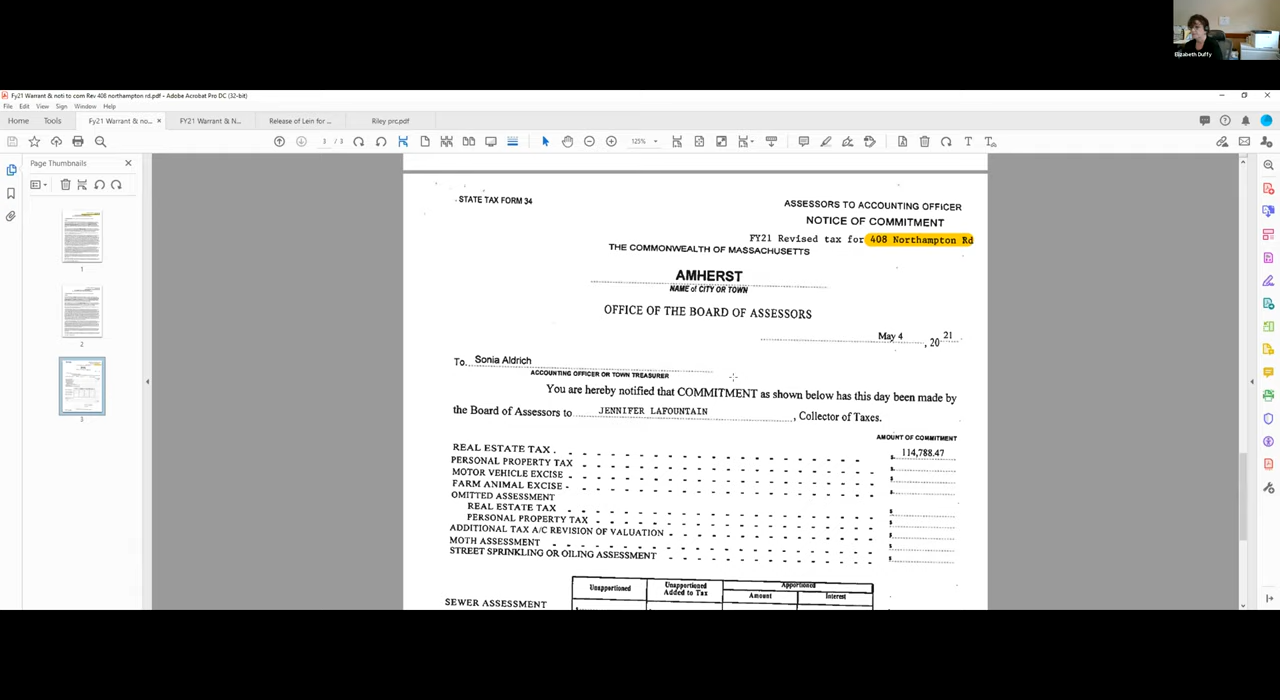 Elizabeth Duffy
Fy21 Warrant & noti to com Rev 408 northampton rd.pdf - Adobe Acrobat Pro DC (32-bit)
File Edit View Sign Window Help
Home Tools Fy21 Warrant & no... × FY21 Warrant & N... Release of Lein for ... Riley prc.pdf
3 / 3 125%
Page Thumbnails ×
1
2
3
STATE TAX FORM 34
ASSESSORS TO ACCOUNTING OFFICER
NOTICE OF COMMITMENT
FY21 Revised tax for 408 Northampton Rd
THE COMMONWEALTH OF MASSACHUSETTS
AMHERST
NAME of CITY OR TOWN
OFFICE OF THE BOARD OF ASSESSORS
May 4, 2021
To. Sonia Aldrich
ACCOUNTING OFFICER OR TOWN TREASURER
You are hereby notified that COMMITMENT as shown below has this day been made by
the Board of Assessors to JENNIFER LAFOUNTAIN, Collector of Taxes.
AMOUNT OF COMMITMENT
REAL ESTATE TAX. $ 114,788.47
PERSONAL PROPERTY TAX $
MOTOR VEHICLE EXCISE $
FARM ANIMAL EXCISE $
OMITTED ASSESSMENT
REAL ESTATE TAX $
PERSONAL PROPERTY TAX $
ADDITIONAL TAX A/C REVISION OF VALUATION $
MOTH ASSESSMENT $
STREET SPRINKLING OR OILING ASSESSMENT $
Unapportioned Unapportioned Added to Tax Apportioned
Amount Interest
SEWER ASSESSMENT